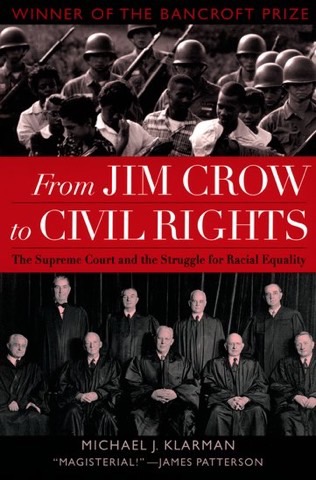 WINNER OF THE BANCROFT PRIZE
From JIM CROW
to CIVIL RIGHTS
The Supreme Court and the Struggle for Racial Equality
MICHAEL J. KLARMAN
"MAGISTERIAL!"—JAMES PATTERSON